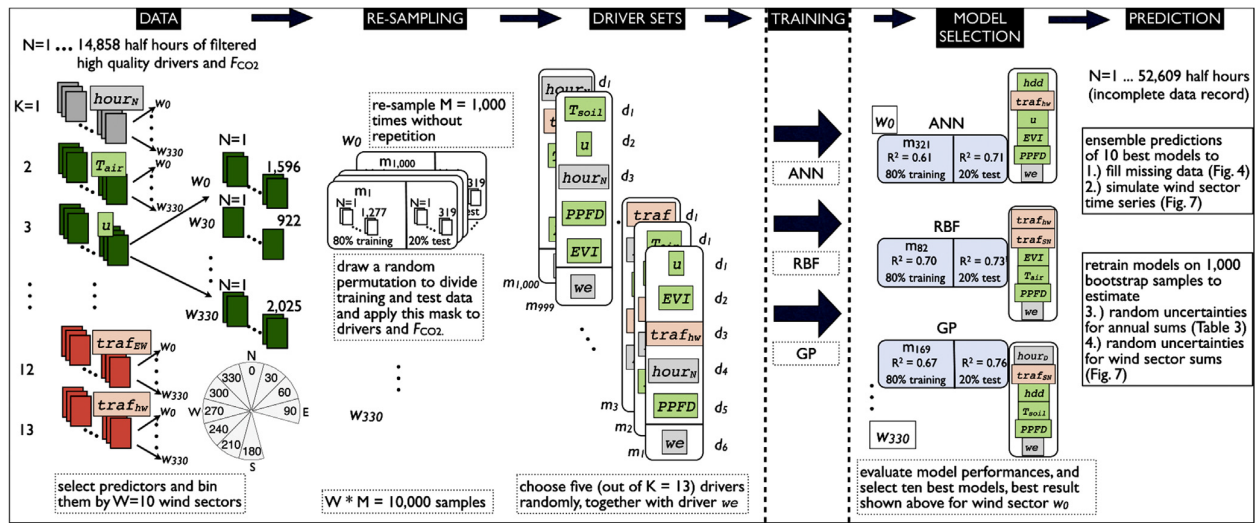 DATA
RE-SAMPLING
DRIVER SETS
TRAINING
MODEL
SELECTION
PREDICTION
N=1 ... 14,858 half hours of filtered
high quality drivers and FCO2
K=1
hourN
w0
w330
2
Tair
w0
w330
3
u
N=1
1,596
w0
N=1
922
w30
N=1
2,025
w330
12
trafEW
w0
w330
13
trafhw
w0
w330
N
0
30
60
90
E
180
S
210
240
W
270
300
330
select predictors and bin
them by W=10 wind sectors
re-sample M = 1,000
times without
repetition
w0
m1,000
319
test
m1
N=1
1,277
80% training
N=1
319
20% test
draw a random
permutation to divide
training and test data
and apply this mask to
drivers and FCO2.
w330
W * M = 10,000 samples
hourN
d1
Tsoil
d1
u
d2
hourN
d3
PPFD
EVI
we
m1,000
m999
traf
d1
Tair
d1
u
d1
EVI
d2
trafhw
d3
hourN
d4
PPFD
d5
we
d6
m3
m2
m1
choose five (out of K = 13) drivers
randomly, together with driver we
ANN
RBF
GP
w0
ANN
m321
R² = 0.61
80% training
R² = 0.71
20% test
hdd
trafhw
u
EVI
PPFD
we
RBF
m82
R² = 0.70
80% training
R² = 0.73
20% test
trafhw
trafSN
EVI
Tair
PPFD
we
GP
m169
R² = 0.67
80% training
R² = 0.76
20% test
hourD
trafSN
hdd
Tsoil
PPFD
we
w330
evaluate model performances, and
select ten best models, best result
shown above for wind sector w0
N=1 ... 52,609 half hours
(incomplete data record)
ensemble predictions
of 10 best models to
1.) fill missing data (Fig. 4)
2.) simulate wind sector
time series (Fig. 7)
retrain models on 1,000
bootstrap samples to
estimate
3.) random uncertainties
for annual sums (Table 3)
4.) random uncertainties
for wind sector sums
(Fig. 7)